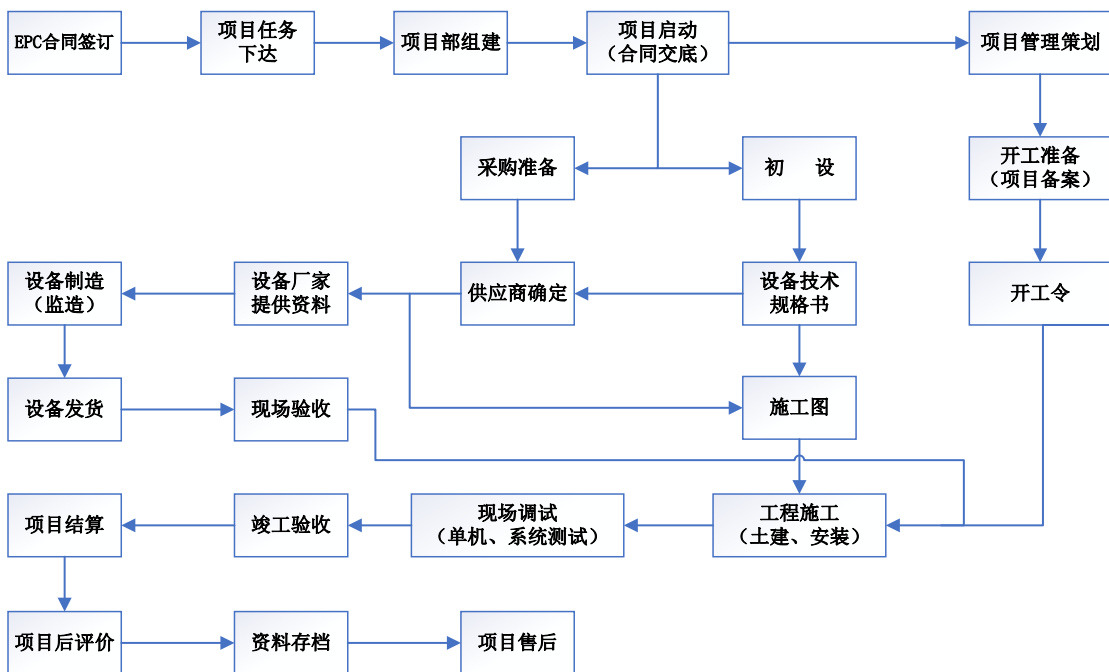 EPC合同签订
项目任务
下达
项目部组建
项目启动
（合同交底）
项目管理策划
采购准备
初　设
开工准备
（项目备案）
设备制造
（监造）
设备厂家
提供资料
供应商确定
设备技术
规格书
开工令
设备发货
现场验收
施工图
项目结算
竣工验收
现场调试
（单机、系统测试）
工程施工
（土建、安装）
项目后评价
资料存档
项目售后